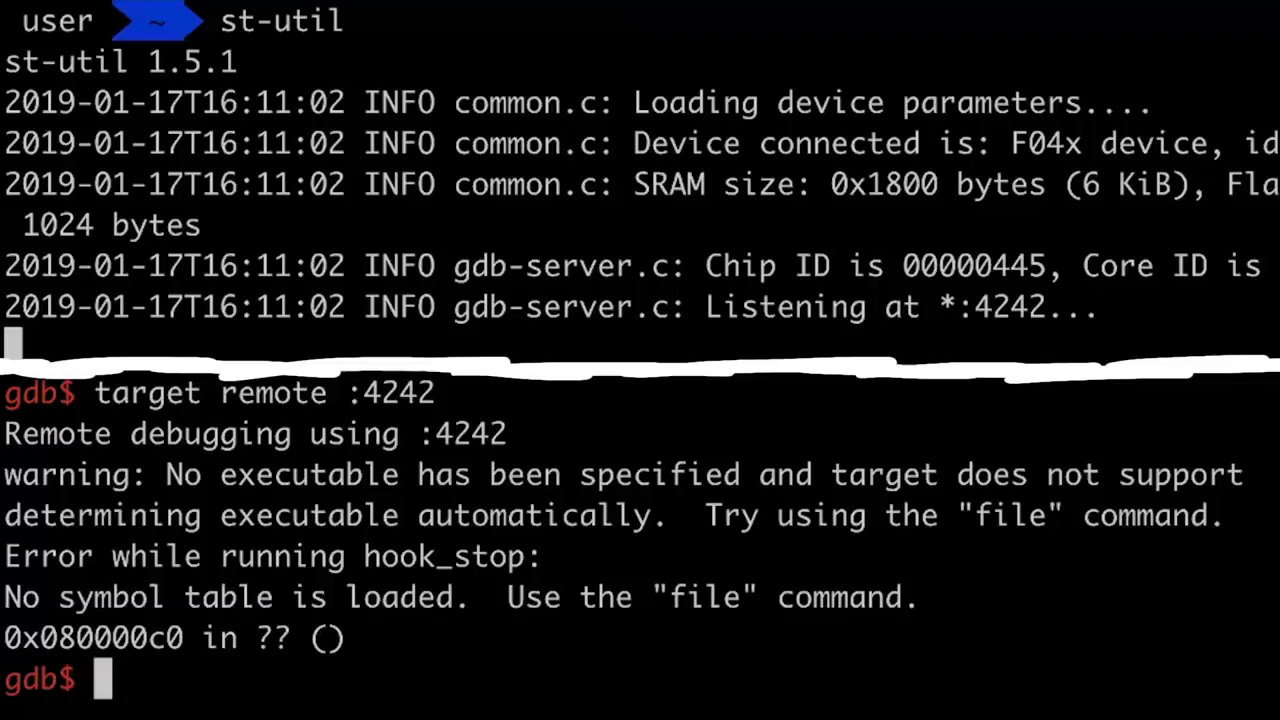 user ~ st-util
st-util 1.5.1
2019-01-17T16:11:02 INFO common.c: Loading device parameters....
2019-01-17T16:11:02 INFO common.c: Device connected is: F04x device, id
2019-01-17T16:11:02 INFO common.c: SRAM size: 0x1800 bytes (6 KiB), Fla
1024 bytes
2019-01-17T16:11:02 INFO gdb-server.c: Chip ID is 00000445, Core ID is
2019-01-17T16:11:02 INFO gdb-server.c: Listening at *:4242...
gdb$ target remote :4242
Remote debugging using :4242
warning: No executable has been specified and target does not support
determining executable automatically.  Try using the "file" command.
Error while running hook_stop:
No symbol table is loaded.  Use the "file" command.
0x080000c0 in ?? ()
gdb$